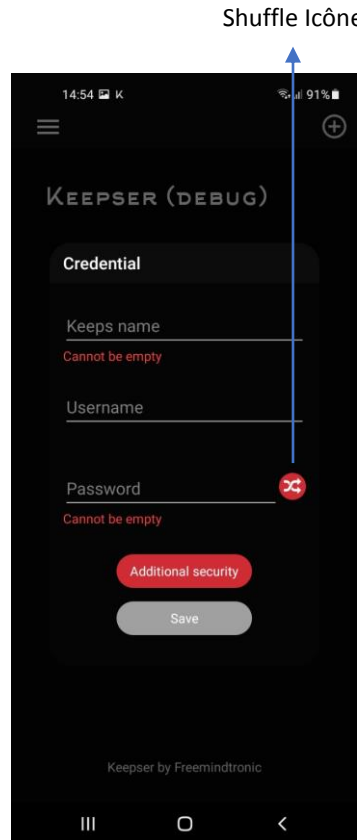 Shuffle Icône
14:54 K 91%
KEEPSER (DEBUG)
Credential
Keeps name
Cannot be empty
Username
Password
Cannot be empty
Additional security
Save
Keepser by Freemindtronic